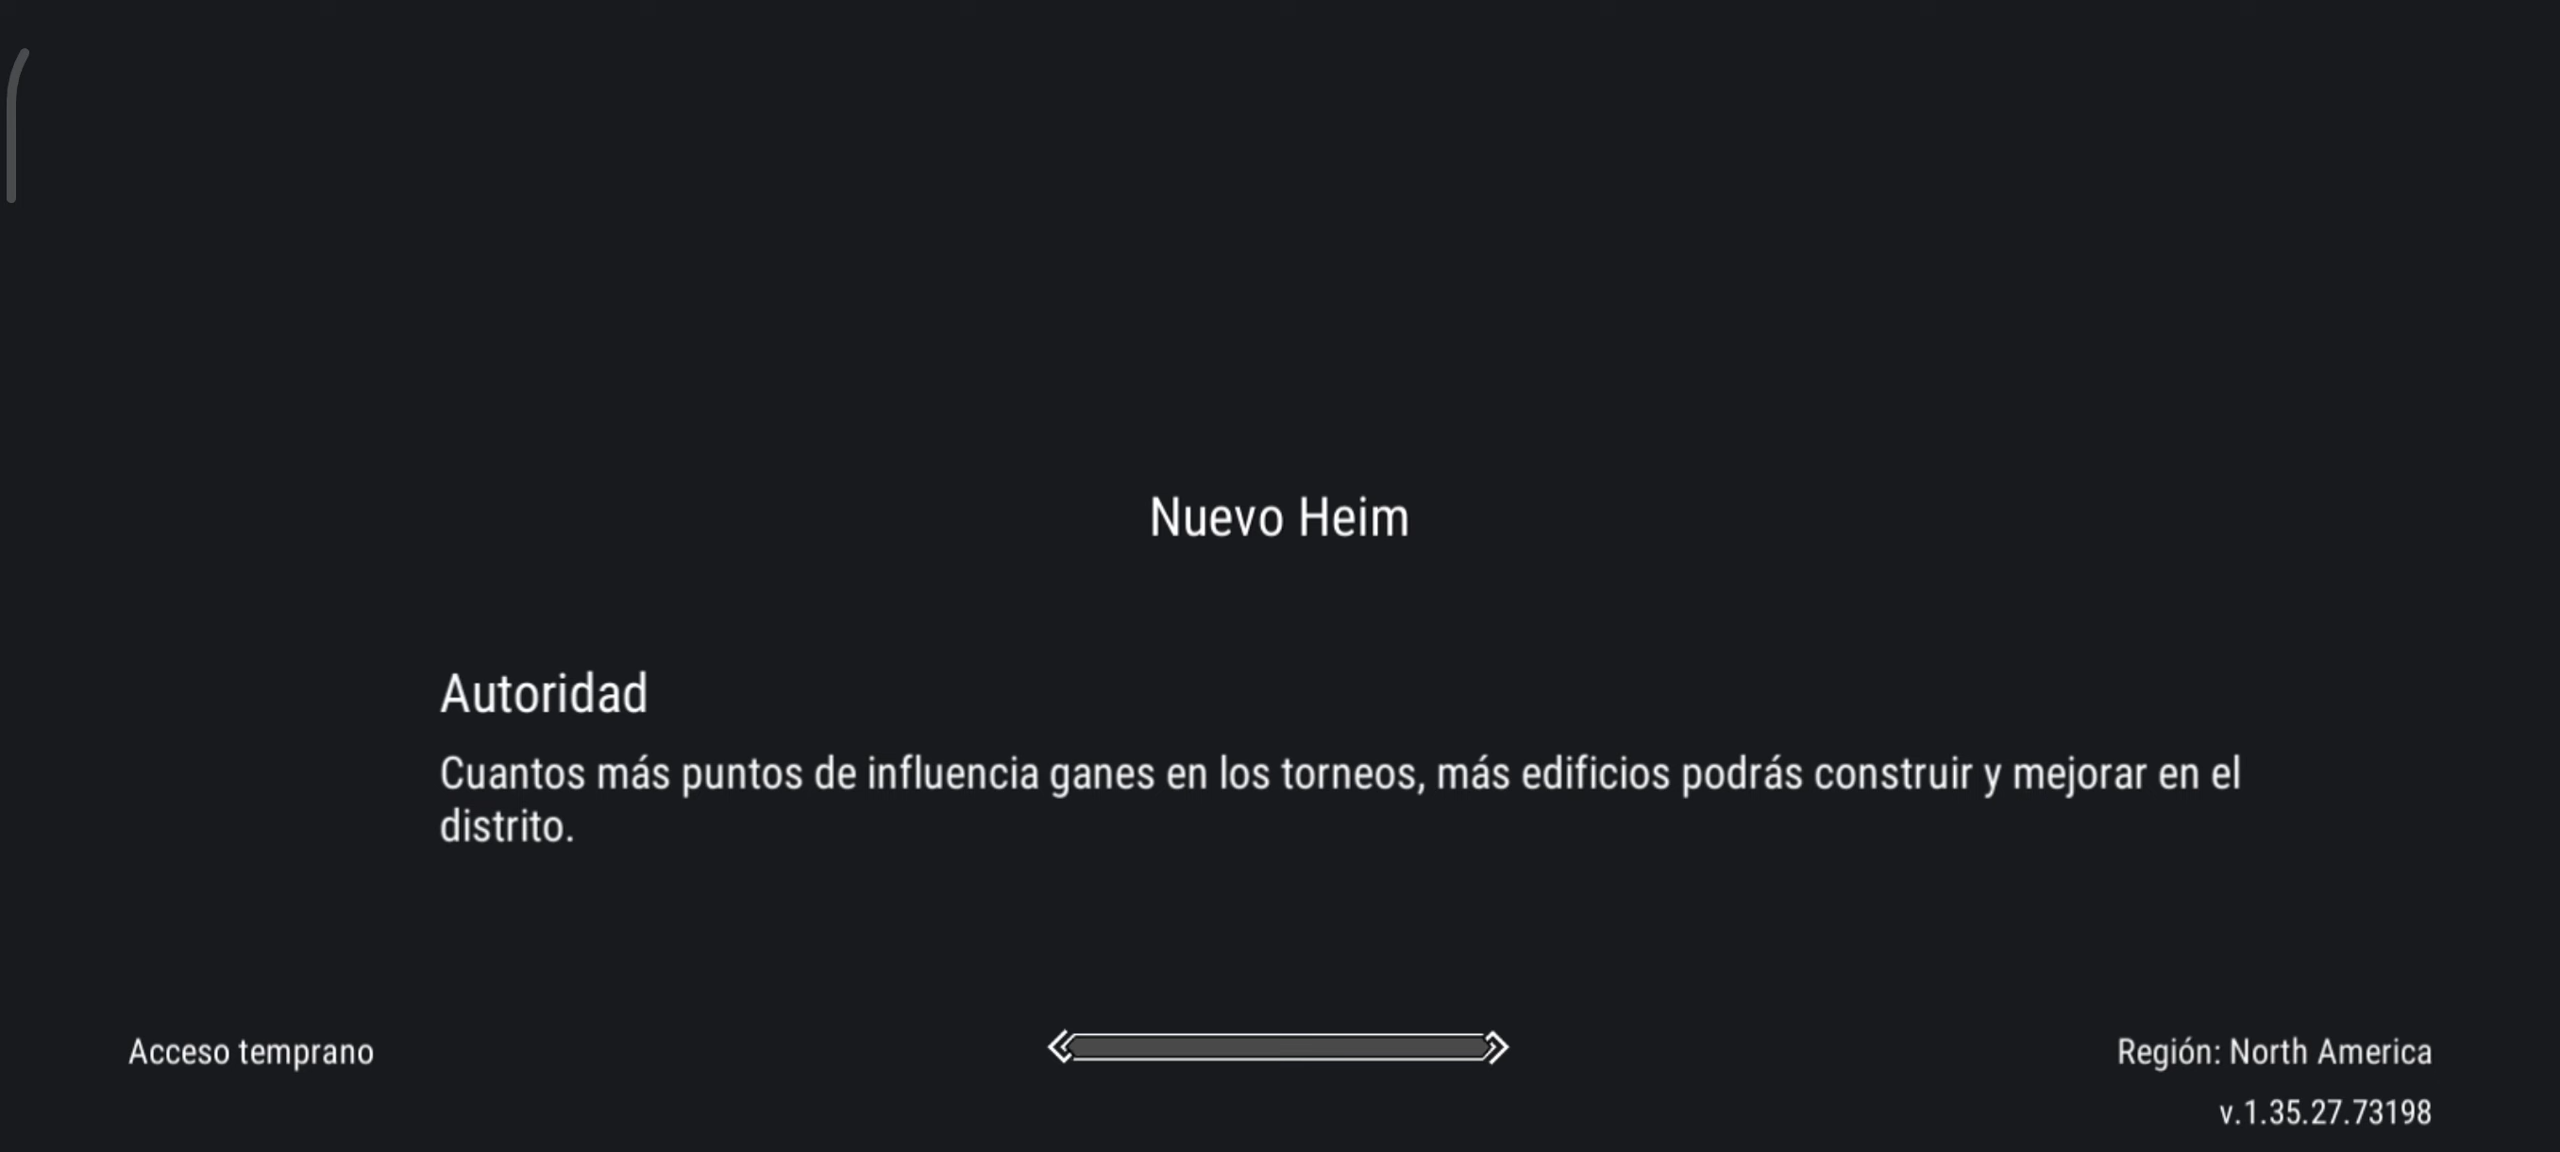 Nuevo Heim
Autoridad
Cuantos más puntos de influencia ganes en los torneos, más edificios podrás construir y mejorar en el
distrito.
Acceso temprano
Región: North America
v.1.35.27.73198